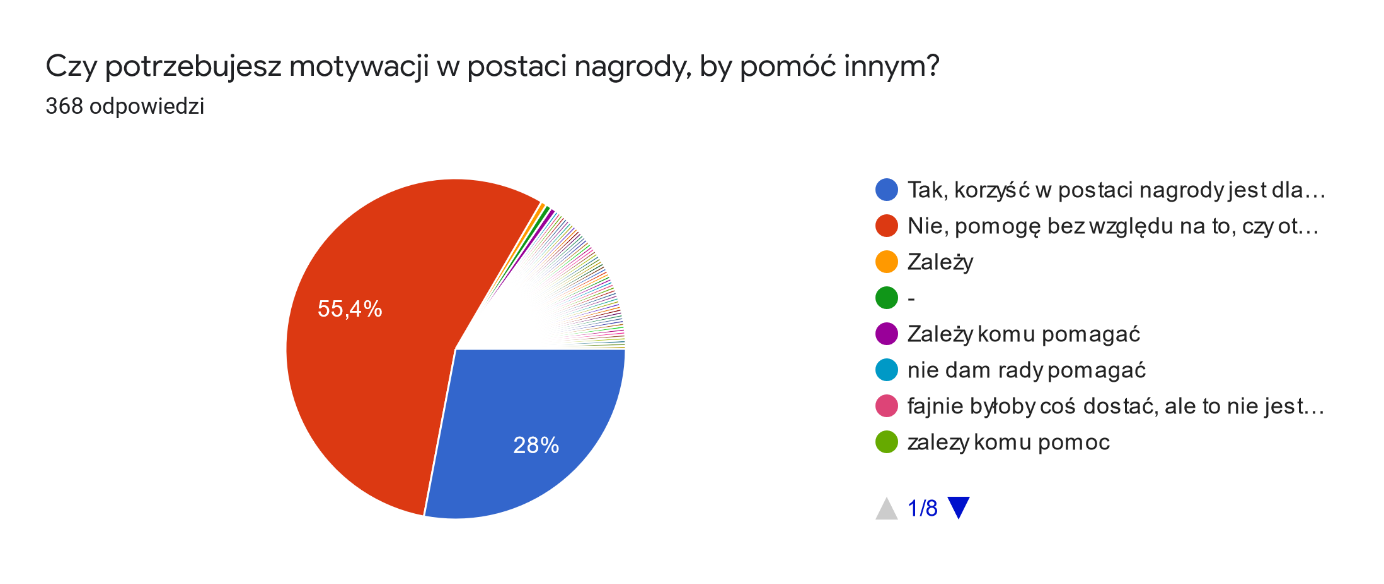 Czy potrzebujesz motywacji w postaci nagrody, by pomóć innym?
368 odpowiedzi
55,4%
28%
Tak, korzyść w postaci nagrody jest dla…
Nie, pomogę bez względu na to, czy ot…
Zależy
-
Zależy komu pomagać
nie dam rady pomagać
fajnie byłoby coś dostać, ale to nie jest…
zalezy komu pomoc
1/8